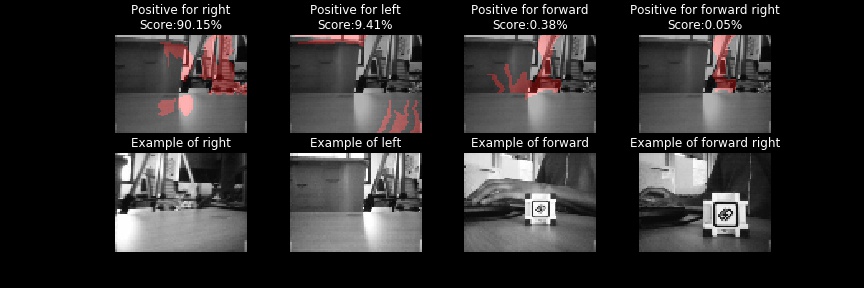 Positive for right
Score:90.15%
Positive for left
Score:9.41%
Positive for forward
Score:0.38%
Positive for forward right
Score:0.05%
Example of right
Example of left
Example of forward
Example of forward right